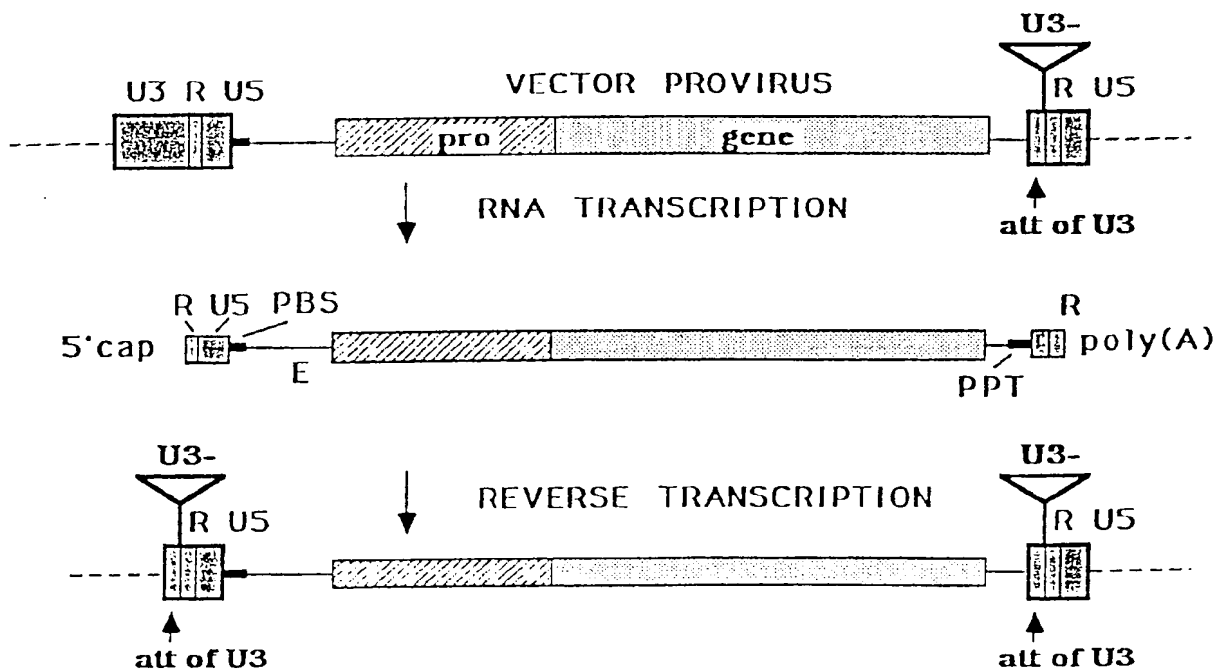 U3-
U3 R U5 VECTOR PROVIRUS R U5
pro gene
RNA TRANSCRIPTION
att of U3
R U5 PBS R
5'cap poly(A)
E PPT
U3- U3-
REVERSE TRANSCRIPTION
R U5 R U5
att of U3 att of U3